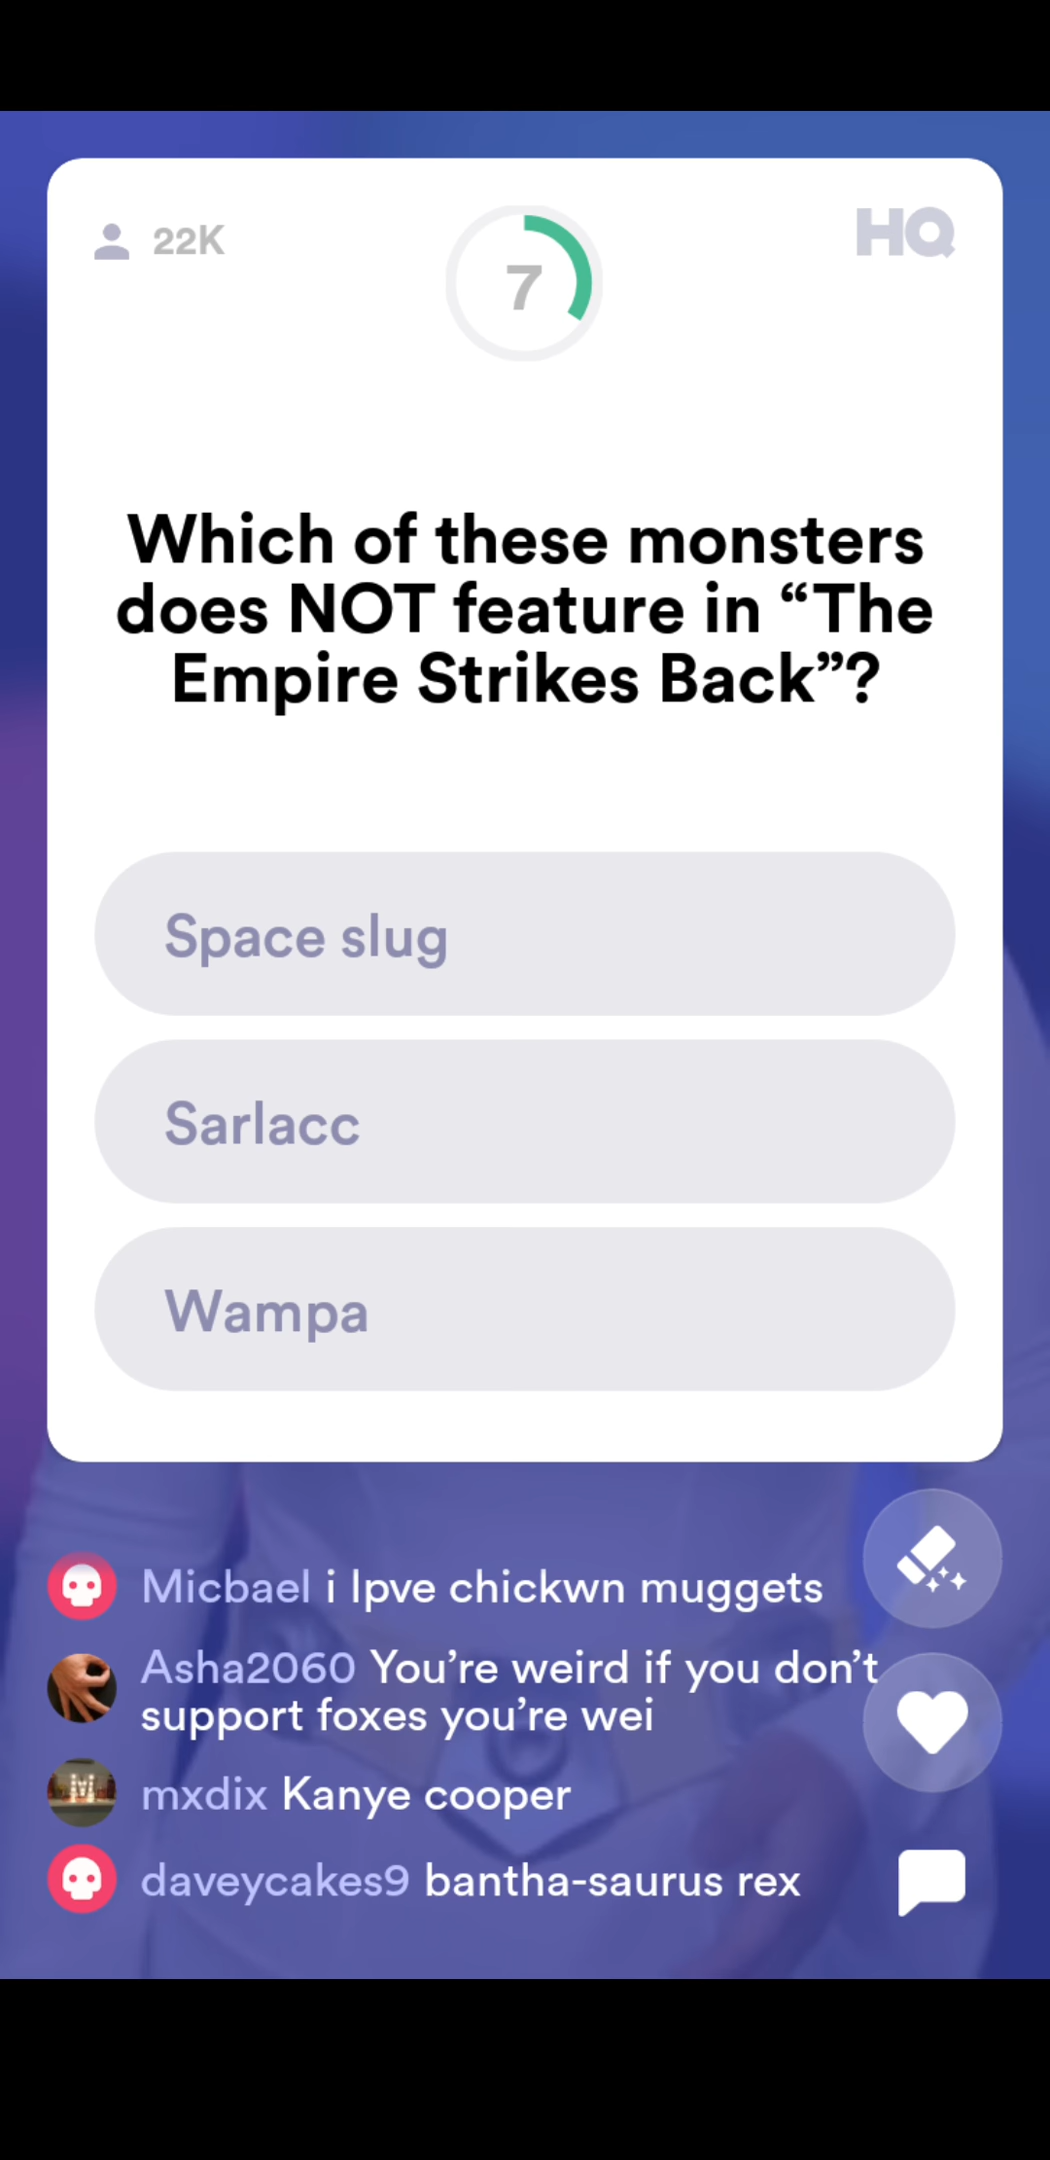 22K
7
HQ
Which of these monsters
does NOT feature in “The
Empire Strikes Back”?
Space slug
Sarlacc
Wampa
Micbael i lpve chickwn muggets
Asha2060 You’re weird if you don’t
support foxes you’re wei
mxdix Kanye cooper
daveycakes9 bantha-saurus rex